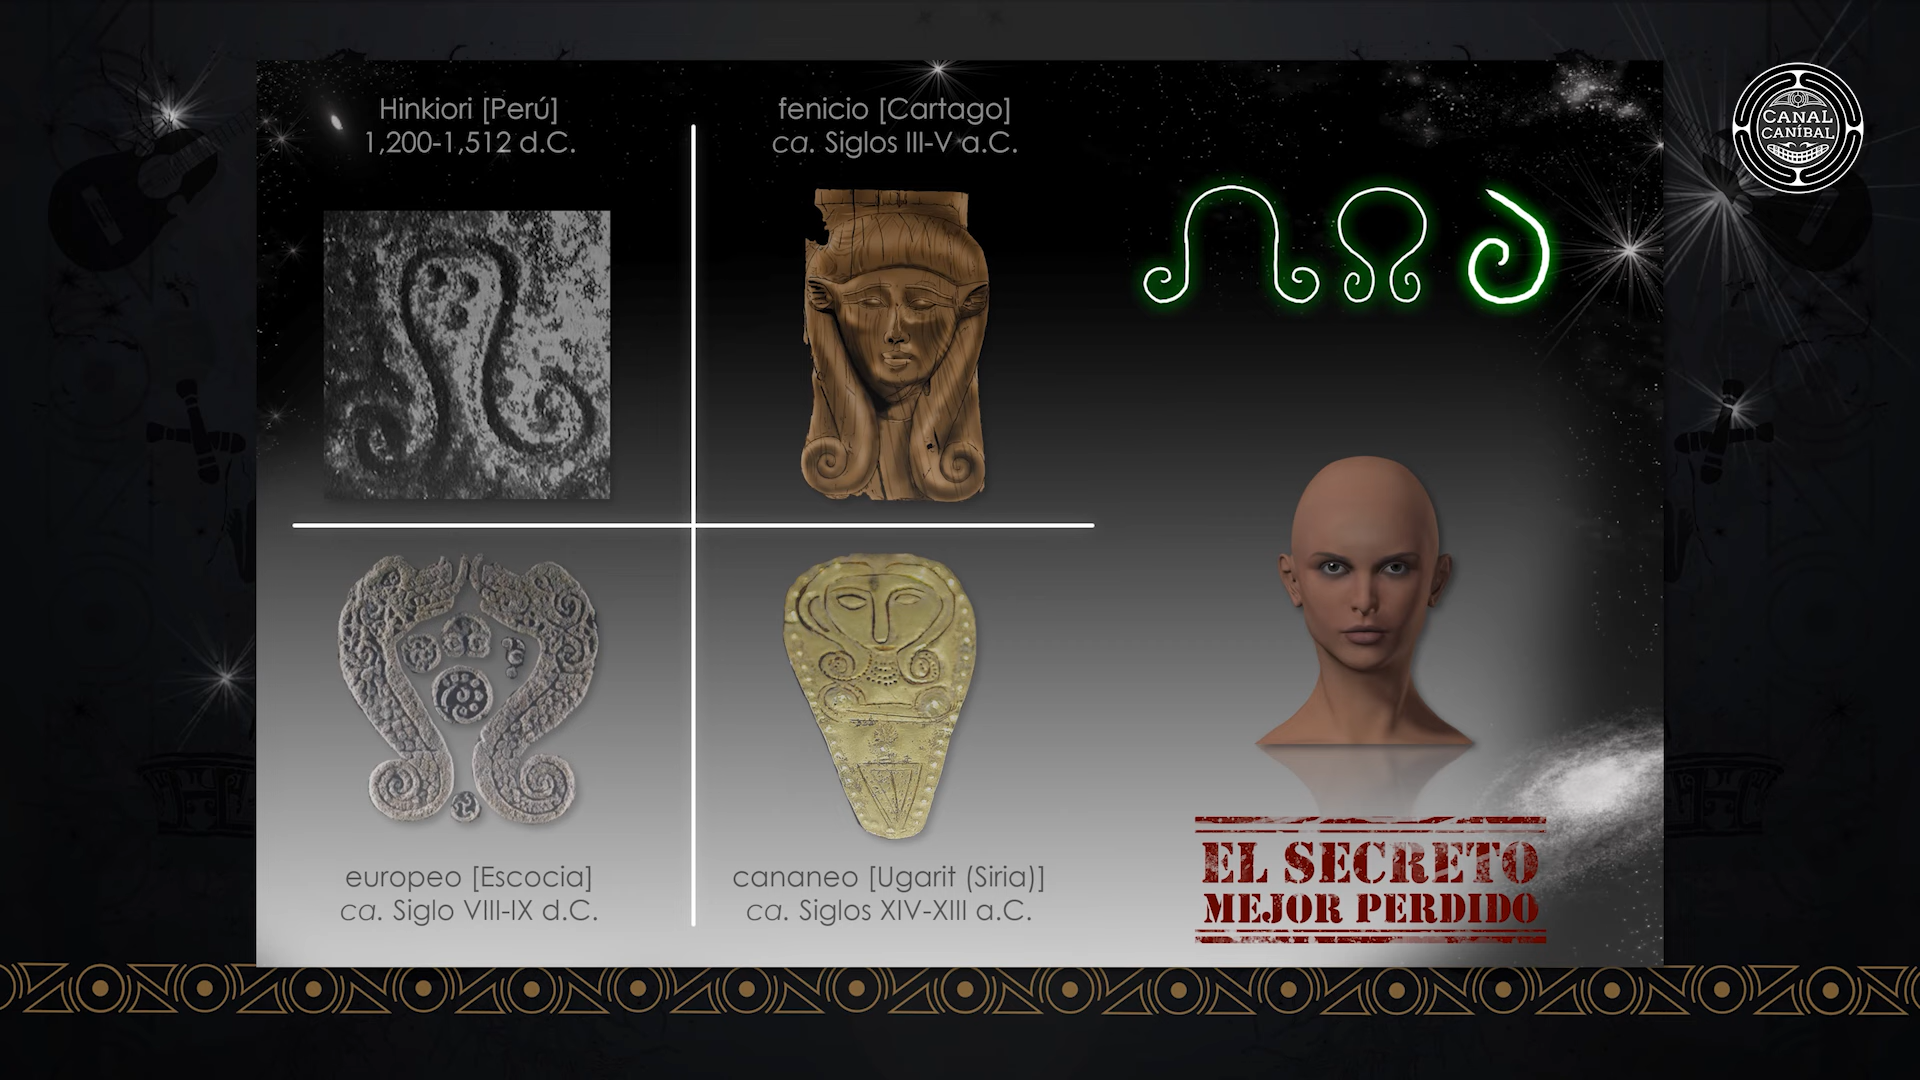 Hinkiori [Perú]
1,200-1,512 d.C.
fenicio [Cartago]
ca. Siglos III-V a.C.
europeo [Escocia]
ca. Siglo VIII-IX d.C.
cananeo [Ugarit (Siria)]
ca. Siglos XIV-XIII a.C.
EL SECRETO
MEJOR PERDIDO
CANAL
CANÍBAL